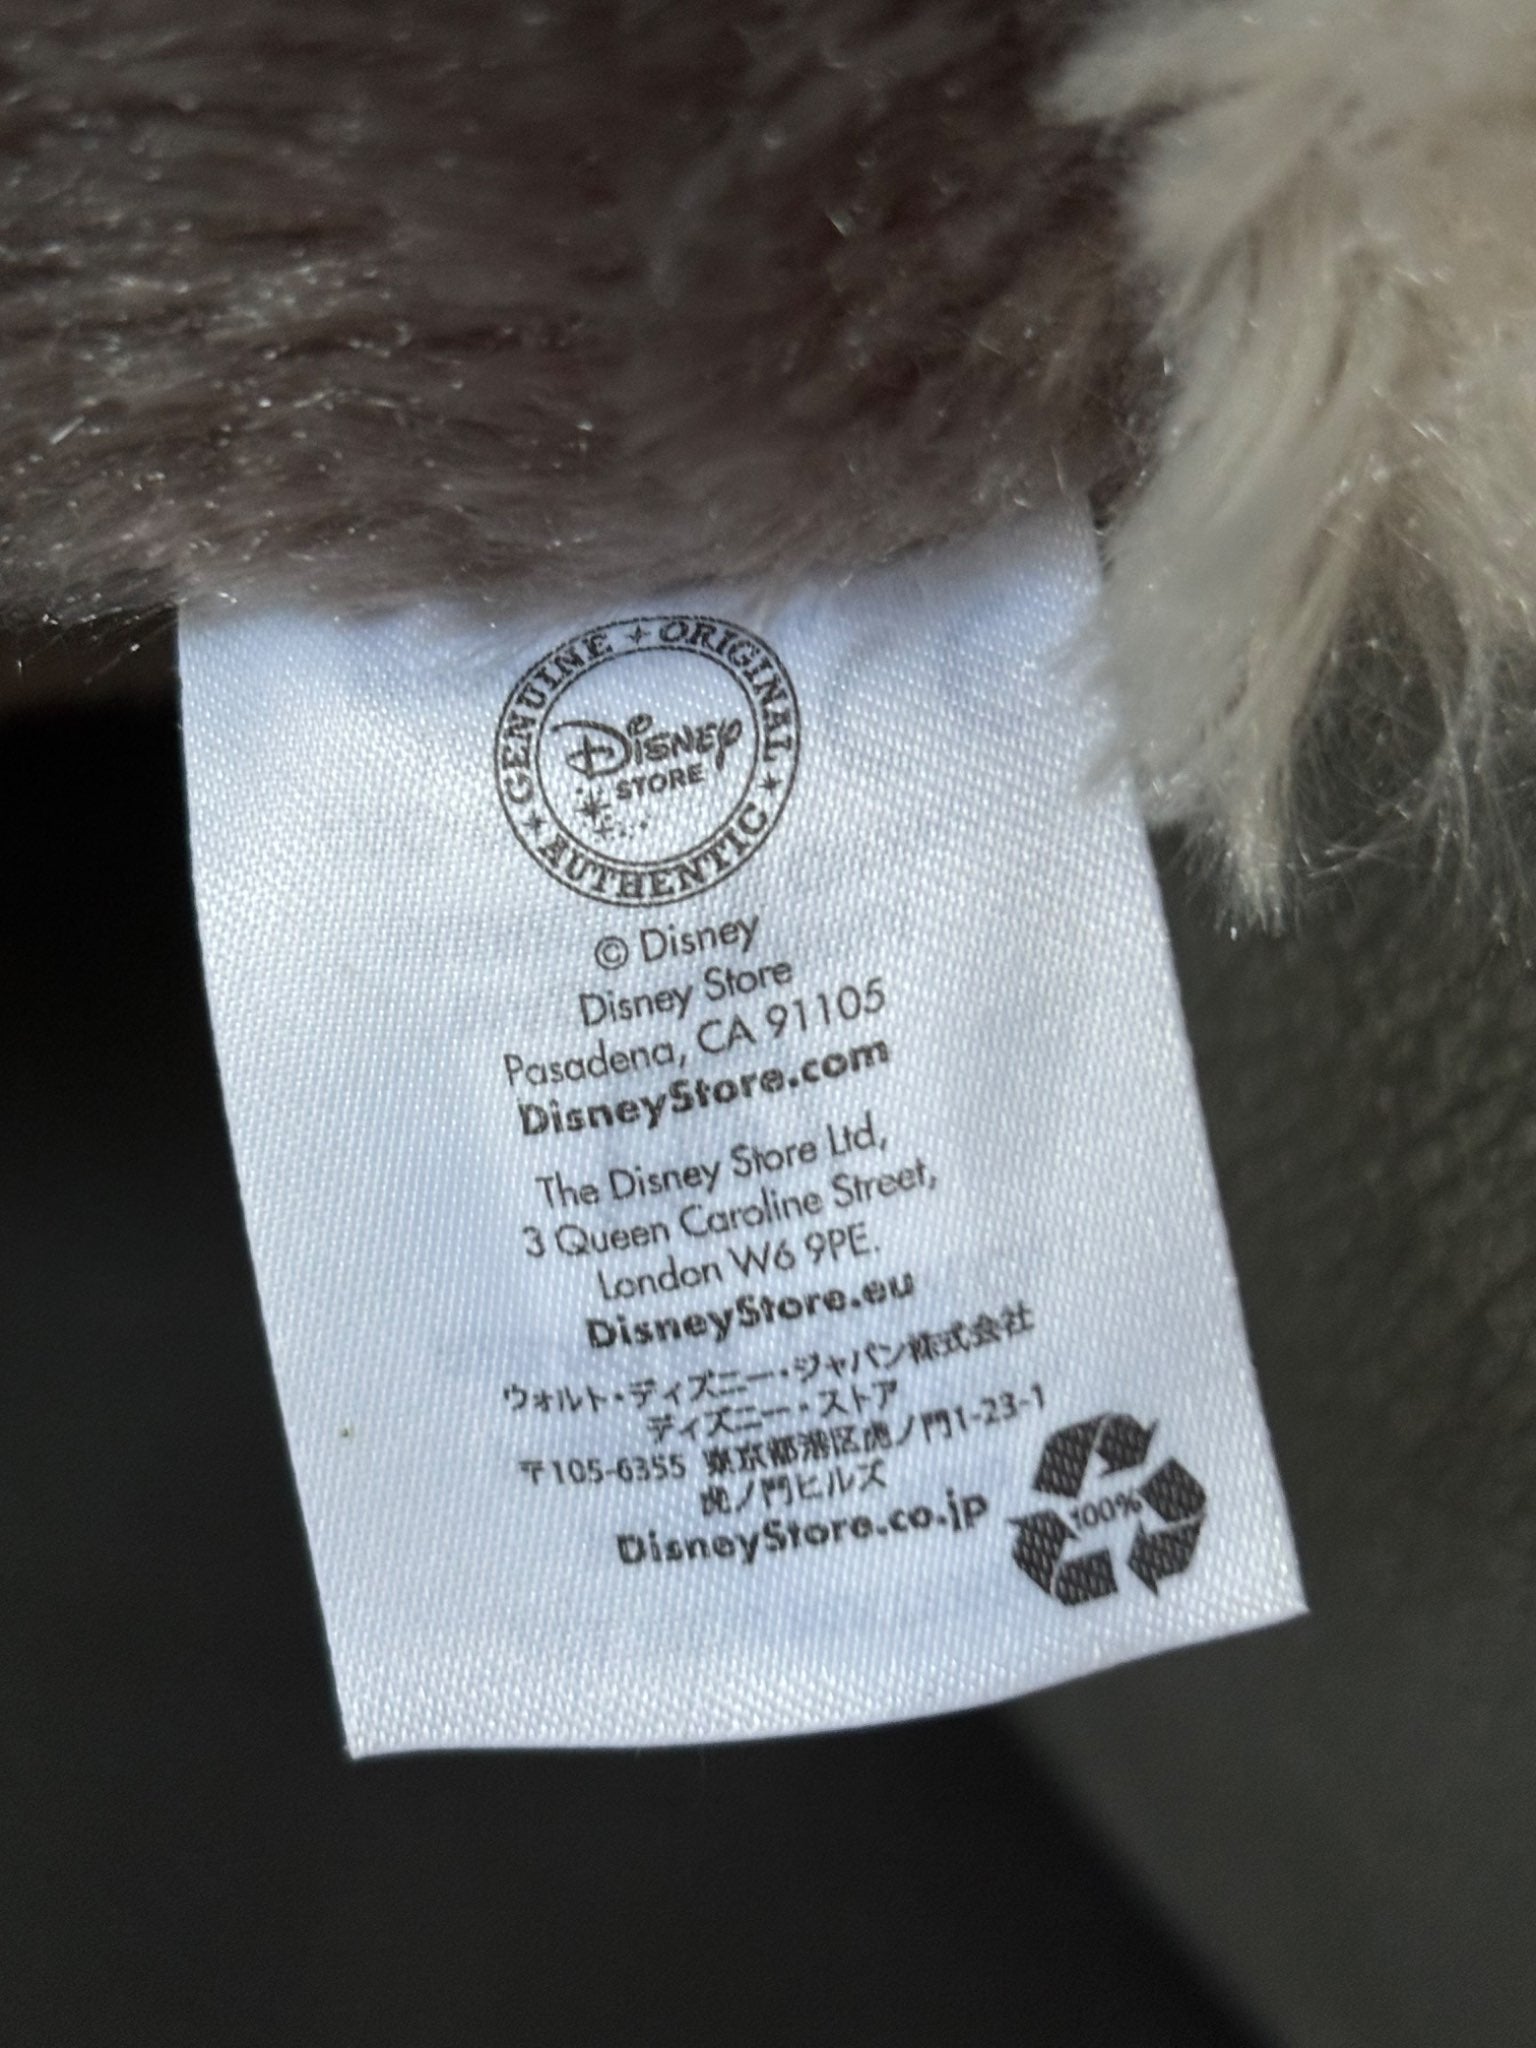 GENUINE ORIGINAL AUTHENTIC
Disney
STORE
© Disney
Disney Store
Pasadena, CA 91105
DisneyStore.com
The Disney Store Ltd,
3 Queen Caroline Street,
London W6 9PE.
DisneyStore.eu
ウォルト・ディズニー・ジャパン株式会社
ディズニー・ストア
〒105-6355 東京都港区虎ノ門1-23-1
虎ノ門ヒルズ
DisneyStore.co.jp
100%